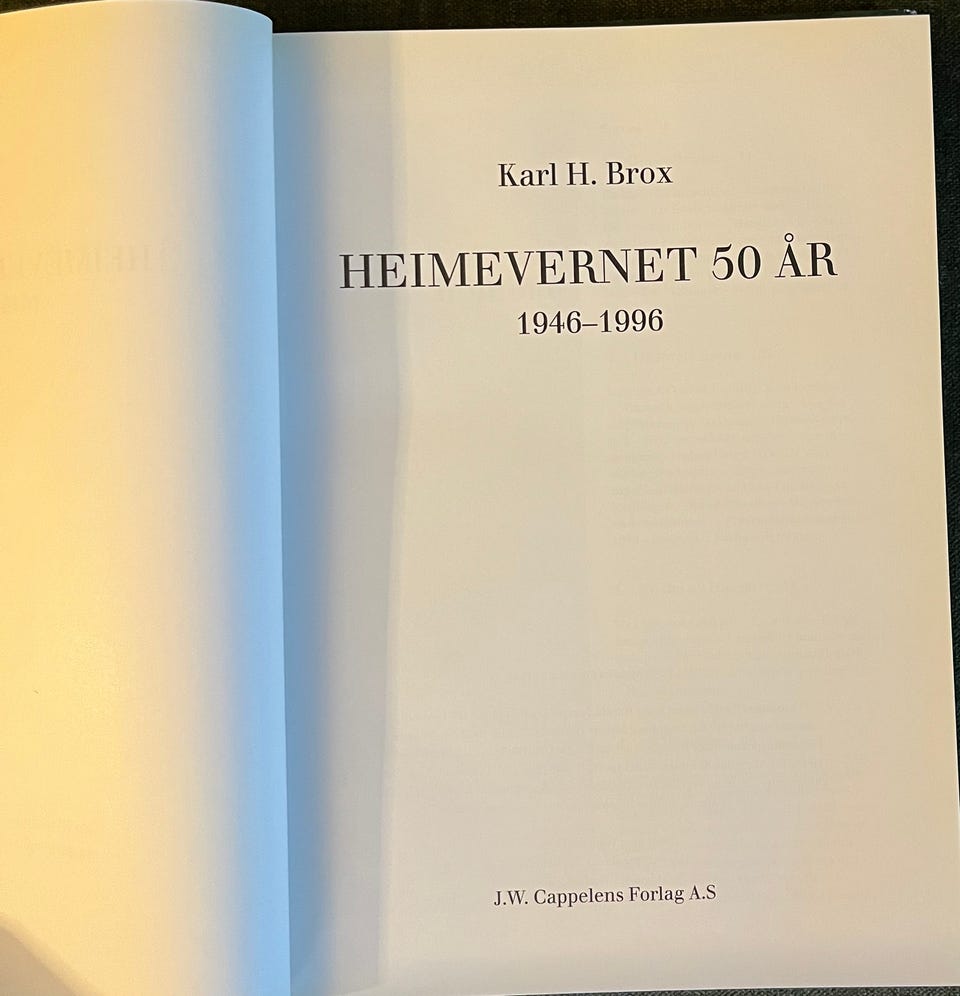 Karl H. Brox
HEIMEVERNET 50 ÅR
1946–1996
J.W. Cappelens Forlag A.S